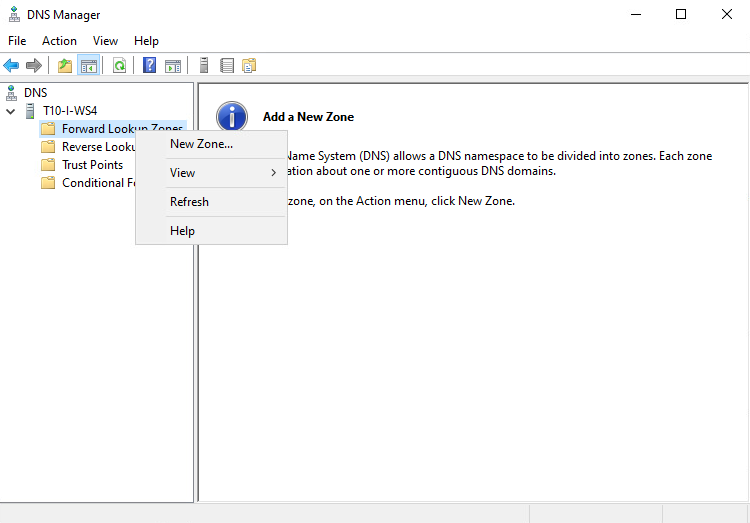 DNS Manager
File Action View Help
DNS
T10-I-WS4
Forward Lookup Zones
Reverse Looku
Trust Points
Conditional F
New Zone...
View
Refresh
Help
Add a New Zone
Name System (DNS) allows a DNS namespace to be divided into zones. Each zone
ation about one or more contiguous DNS domains.
zone, on the Action menu, click New Zone.